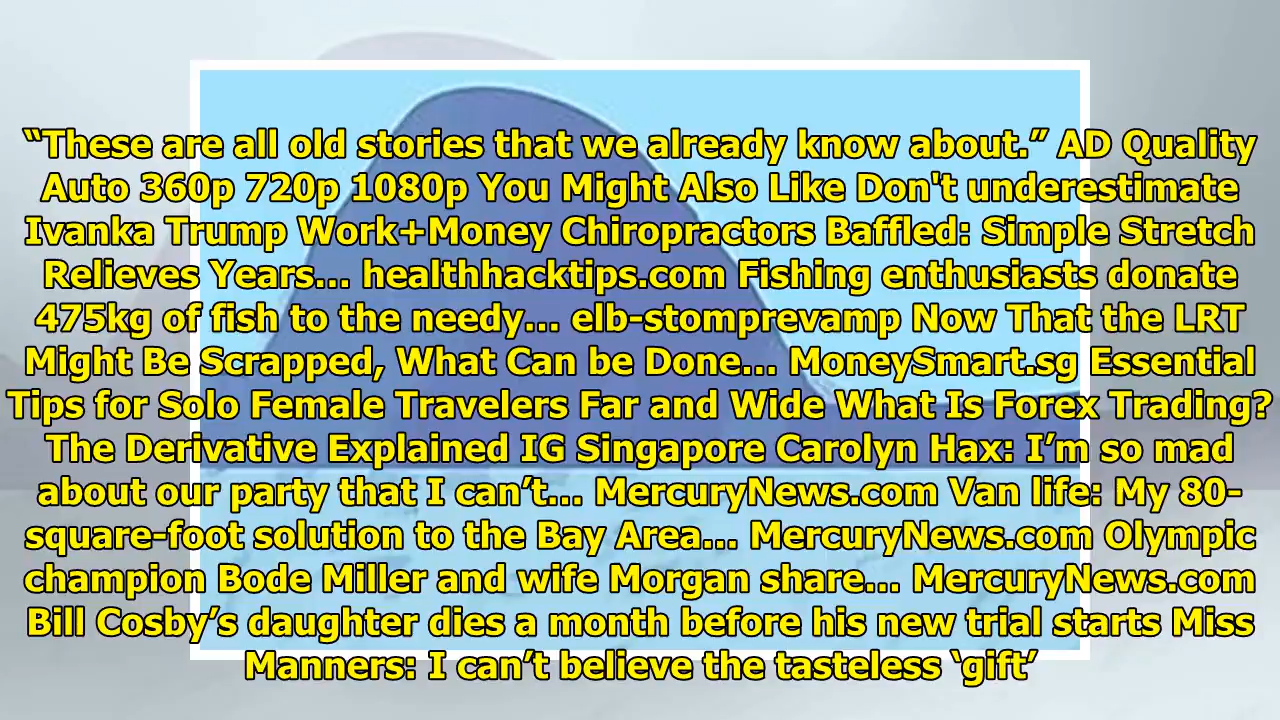 “These are all old stories that we already know about.” AD Quality
Auto 360p 720p 1080p You Might Also Like Don't underestimate
Ivanka Trump Work+Money Chiropractors Baffled: Simple Stretch
Relieves Years... healthhacktips.com Fishing enthusiasts donate
475kg of fish to the needy... elb-stomprevamp Now That the LRT
Might Be Scrapped, What Can be Done... MoneySmart.sg Essential
Tips for Solo Female Travelers Far and Wide What Is Forex Trading?
The Derivative Explained IG Singapore Carolyn Hax: I’m so mad
about our party that I can’t... MercuryNews.com Van life: My 80-
square-foot solution to the Bay Area... MercuryNews.com Olympic
champion Bode Miller and wife Morgan share... MercuryNews.com
Bill Cosby’s daughter dies a month before his new trial starts Miss
Manners: I can’t believe the tasteless ‘gift’